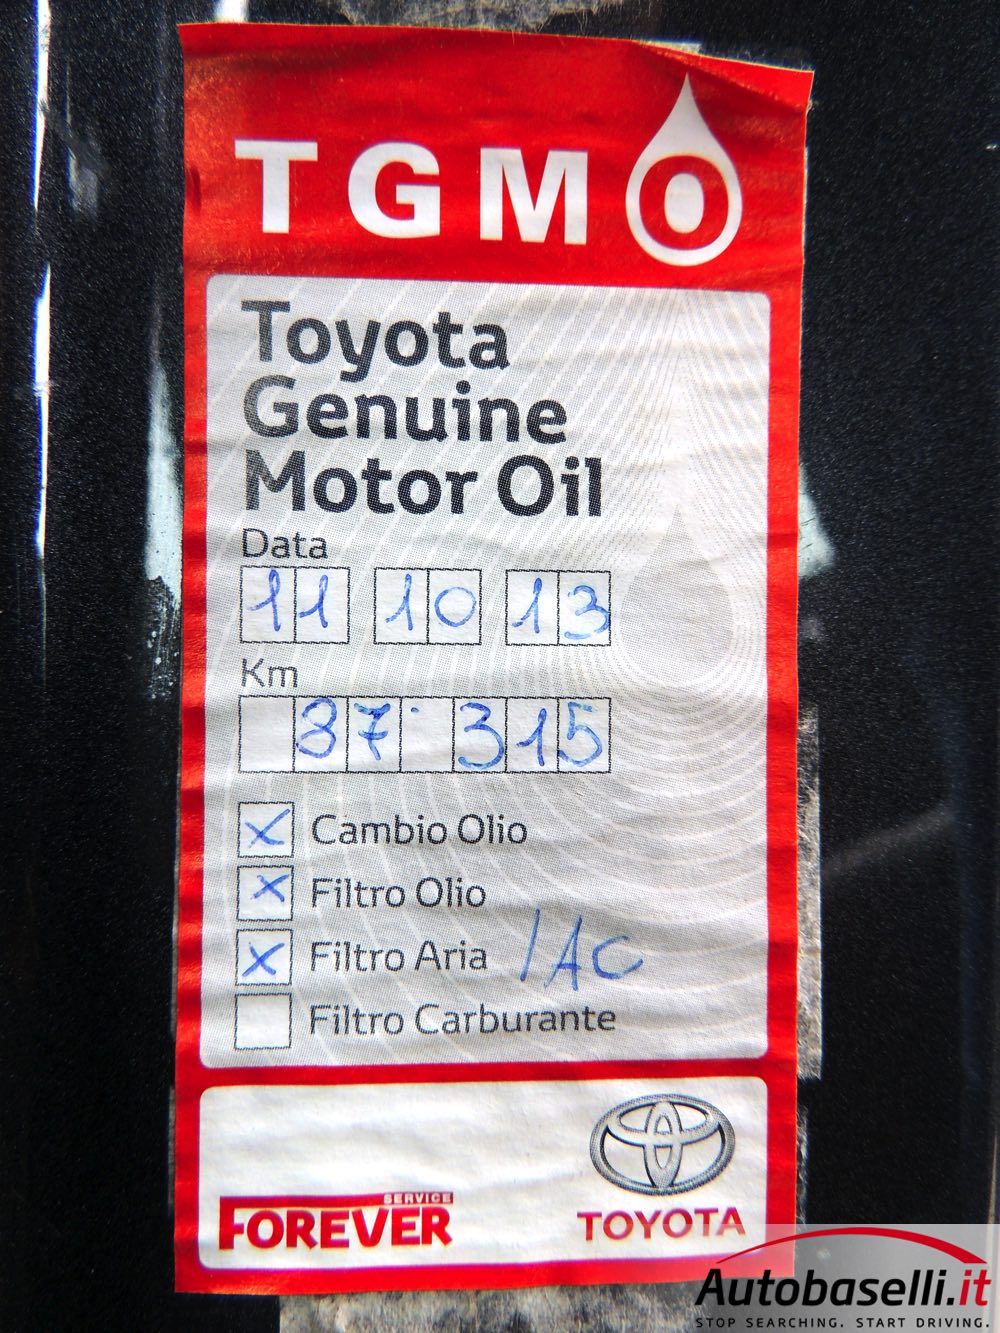 TGMO
Toyota
Genuine
Motor Oil
Data
11 10 13
Km
87. 315
X Cambio Olio
X Filtro Olio
X Filtro Aria / AC
Filtro Carburante
SERVICE
FOREVER
TOYOTA
Autobaselli.it
STOP SEARCHING. START DRIVING.